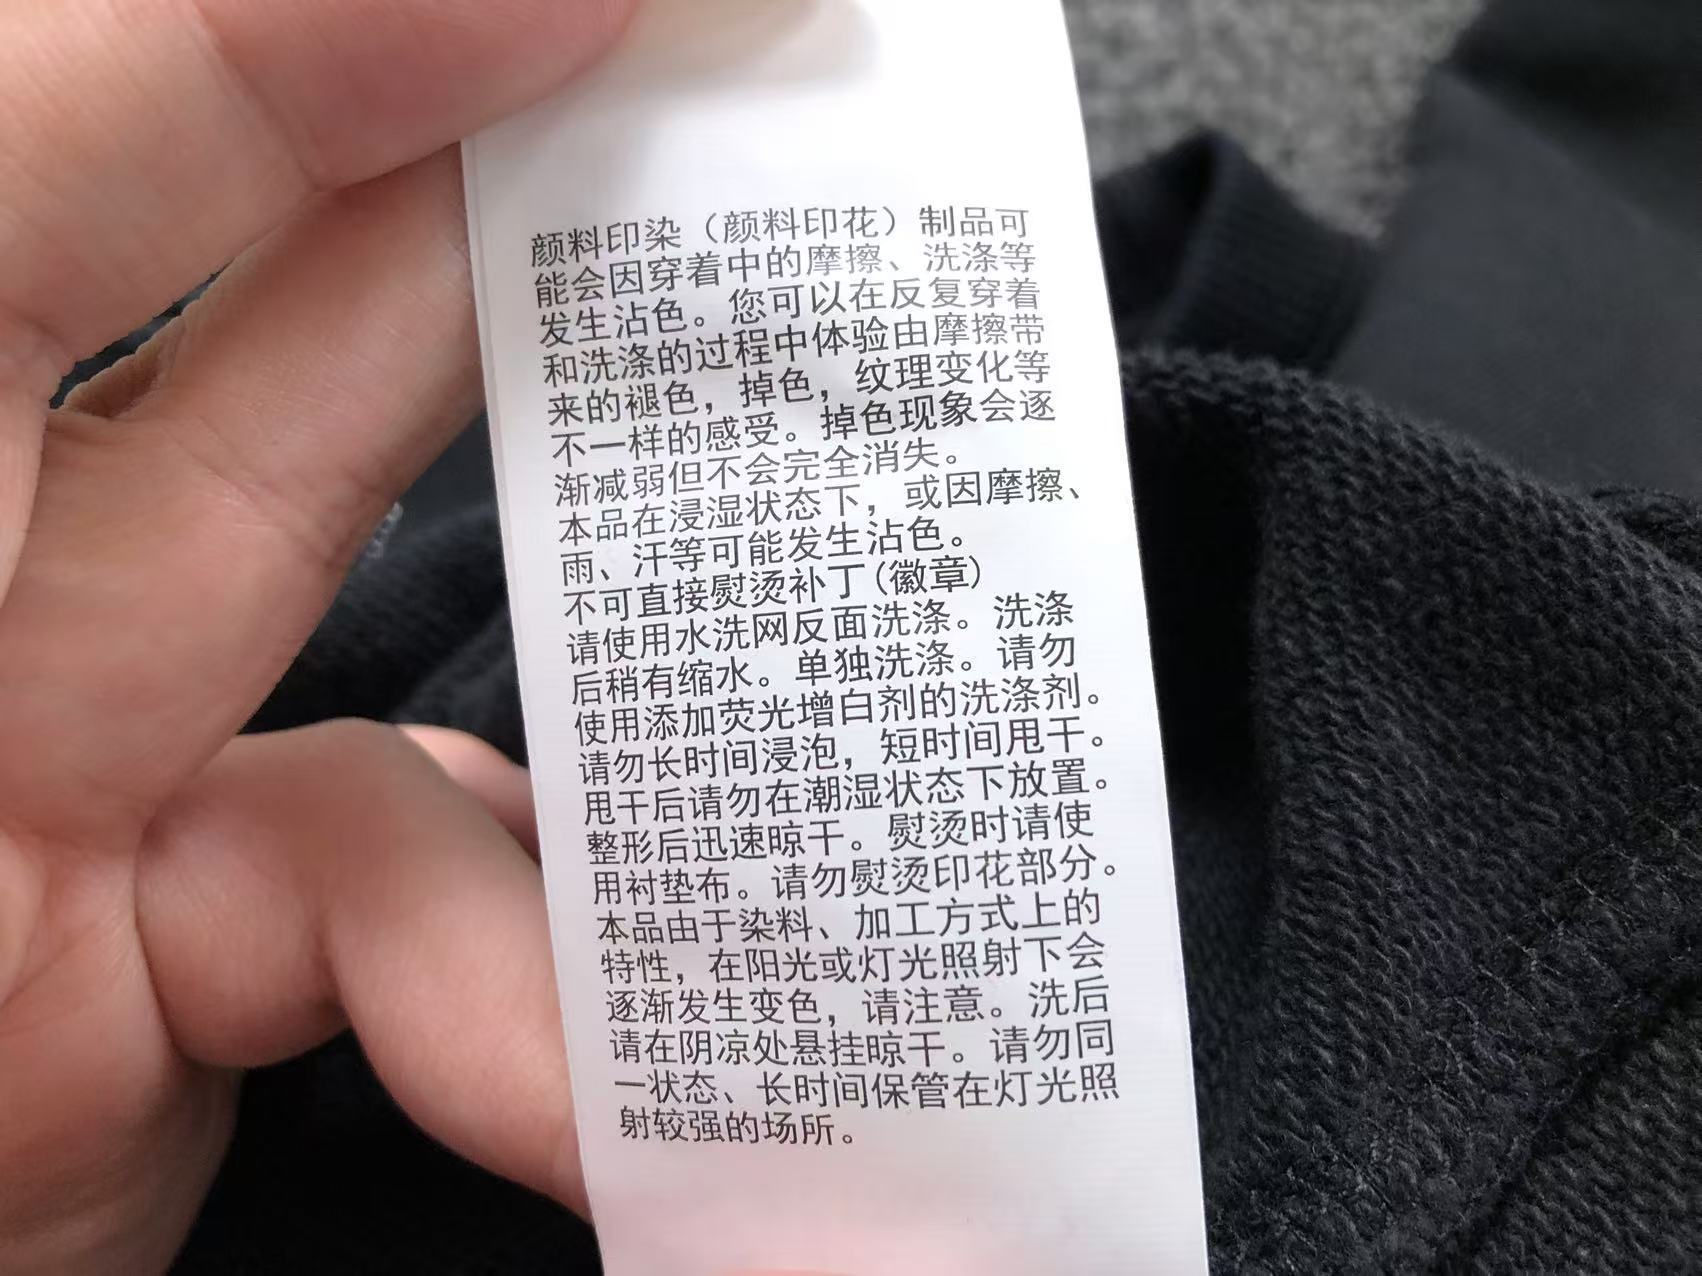 颜料印染（颜料印花）制品可
能会因穿着中的摩擦、洗涤等
发生沾色。您可以在反复穿着
和洗涤的过程中体验由摩擦带
来的褪色，掉色，纹理变化等
不一样的感受。掉色现象会逐
渐减弱但不会完全消失。
本品在浸湿状态下，或因摩擦、
雨、汗等可能发生沾色。
不可直接熨烫补丁(徽章)
请使用水洗网反面洗涤。洗涤
后稍有缩水。单独洗涤。请勿
使用添加荧光增白剂的洗涤剂。
请勿长时间浸泡，短时间甩干。
甩干后请勿在潮湿状态下放置。
整形后迅速晾干。熨烫时请使
用衬垫布。请勿熨烫印花部分。
本品由于染料、加工方式上的
特性，在阳光或灯光照射下会
逐渐发生变色，请注意。洗后
请在阴凉处悬挂晾干。请勿同
一状态、长时间保管在灯光照
射较强的场所。